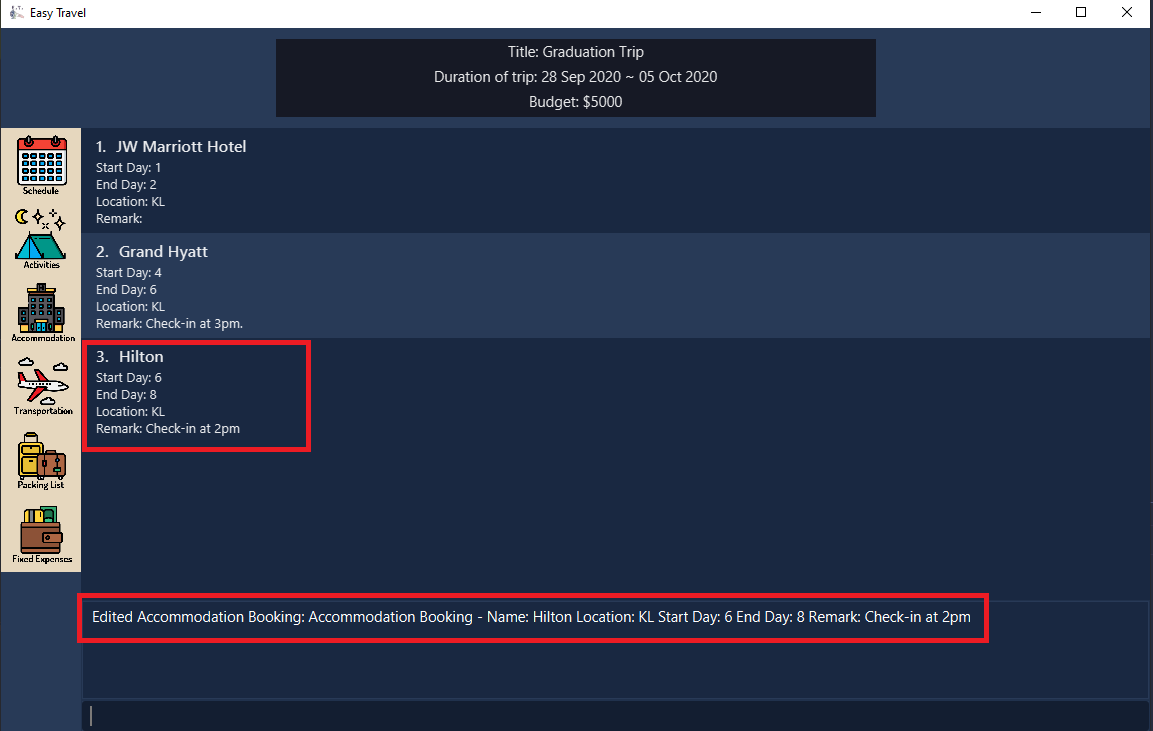 Easy Travel
Title: Graduation Trip
Duration of trip: 28 Sep 2020 ~ 05 Oct 2020
Budget: $5000
Schedule
Activities
Accommodation
Transportation
Packing List
Fixed Expenses
1. JW Marriott Hotel
Start Day: 1
End Day: 2
Location: KL
Remark:
2. Grand Hyatt
Start Day: 4
End Day: 6
Location: KL
Remark: Check-in at 3pm.
3. Hilton
Start Day: 6
End Day: 8
Location: KL
Remark: Check-in at 2pm
Edited Accommodation Booking: Accommodation Booking - Name: Hilton Location: KL Start Day: 6 End Day: 8 Remark: Check-in at 2pm